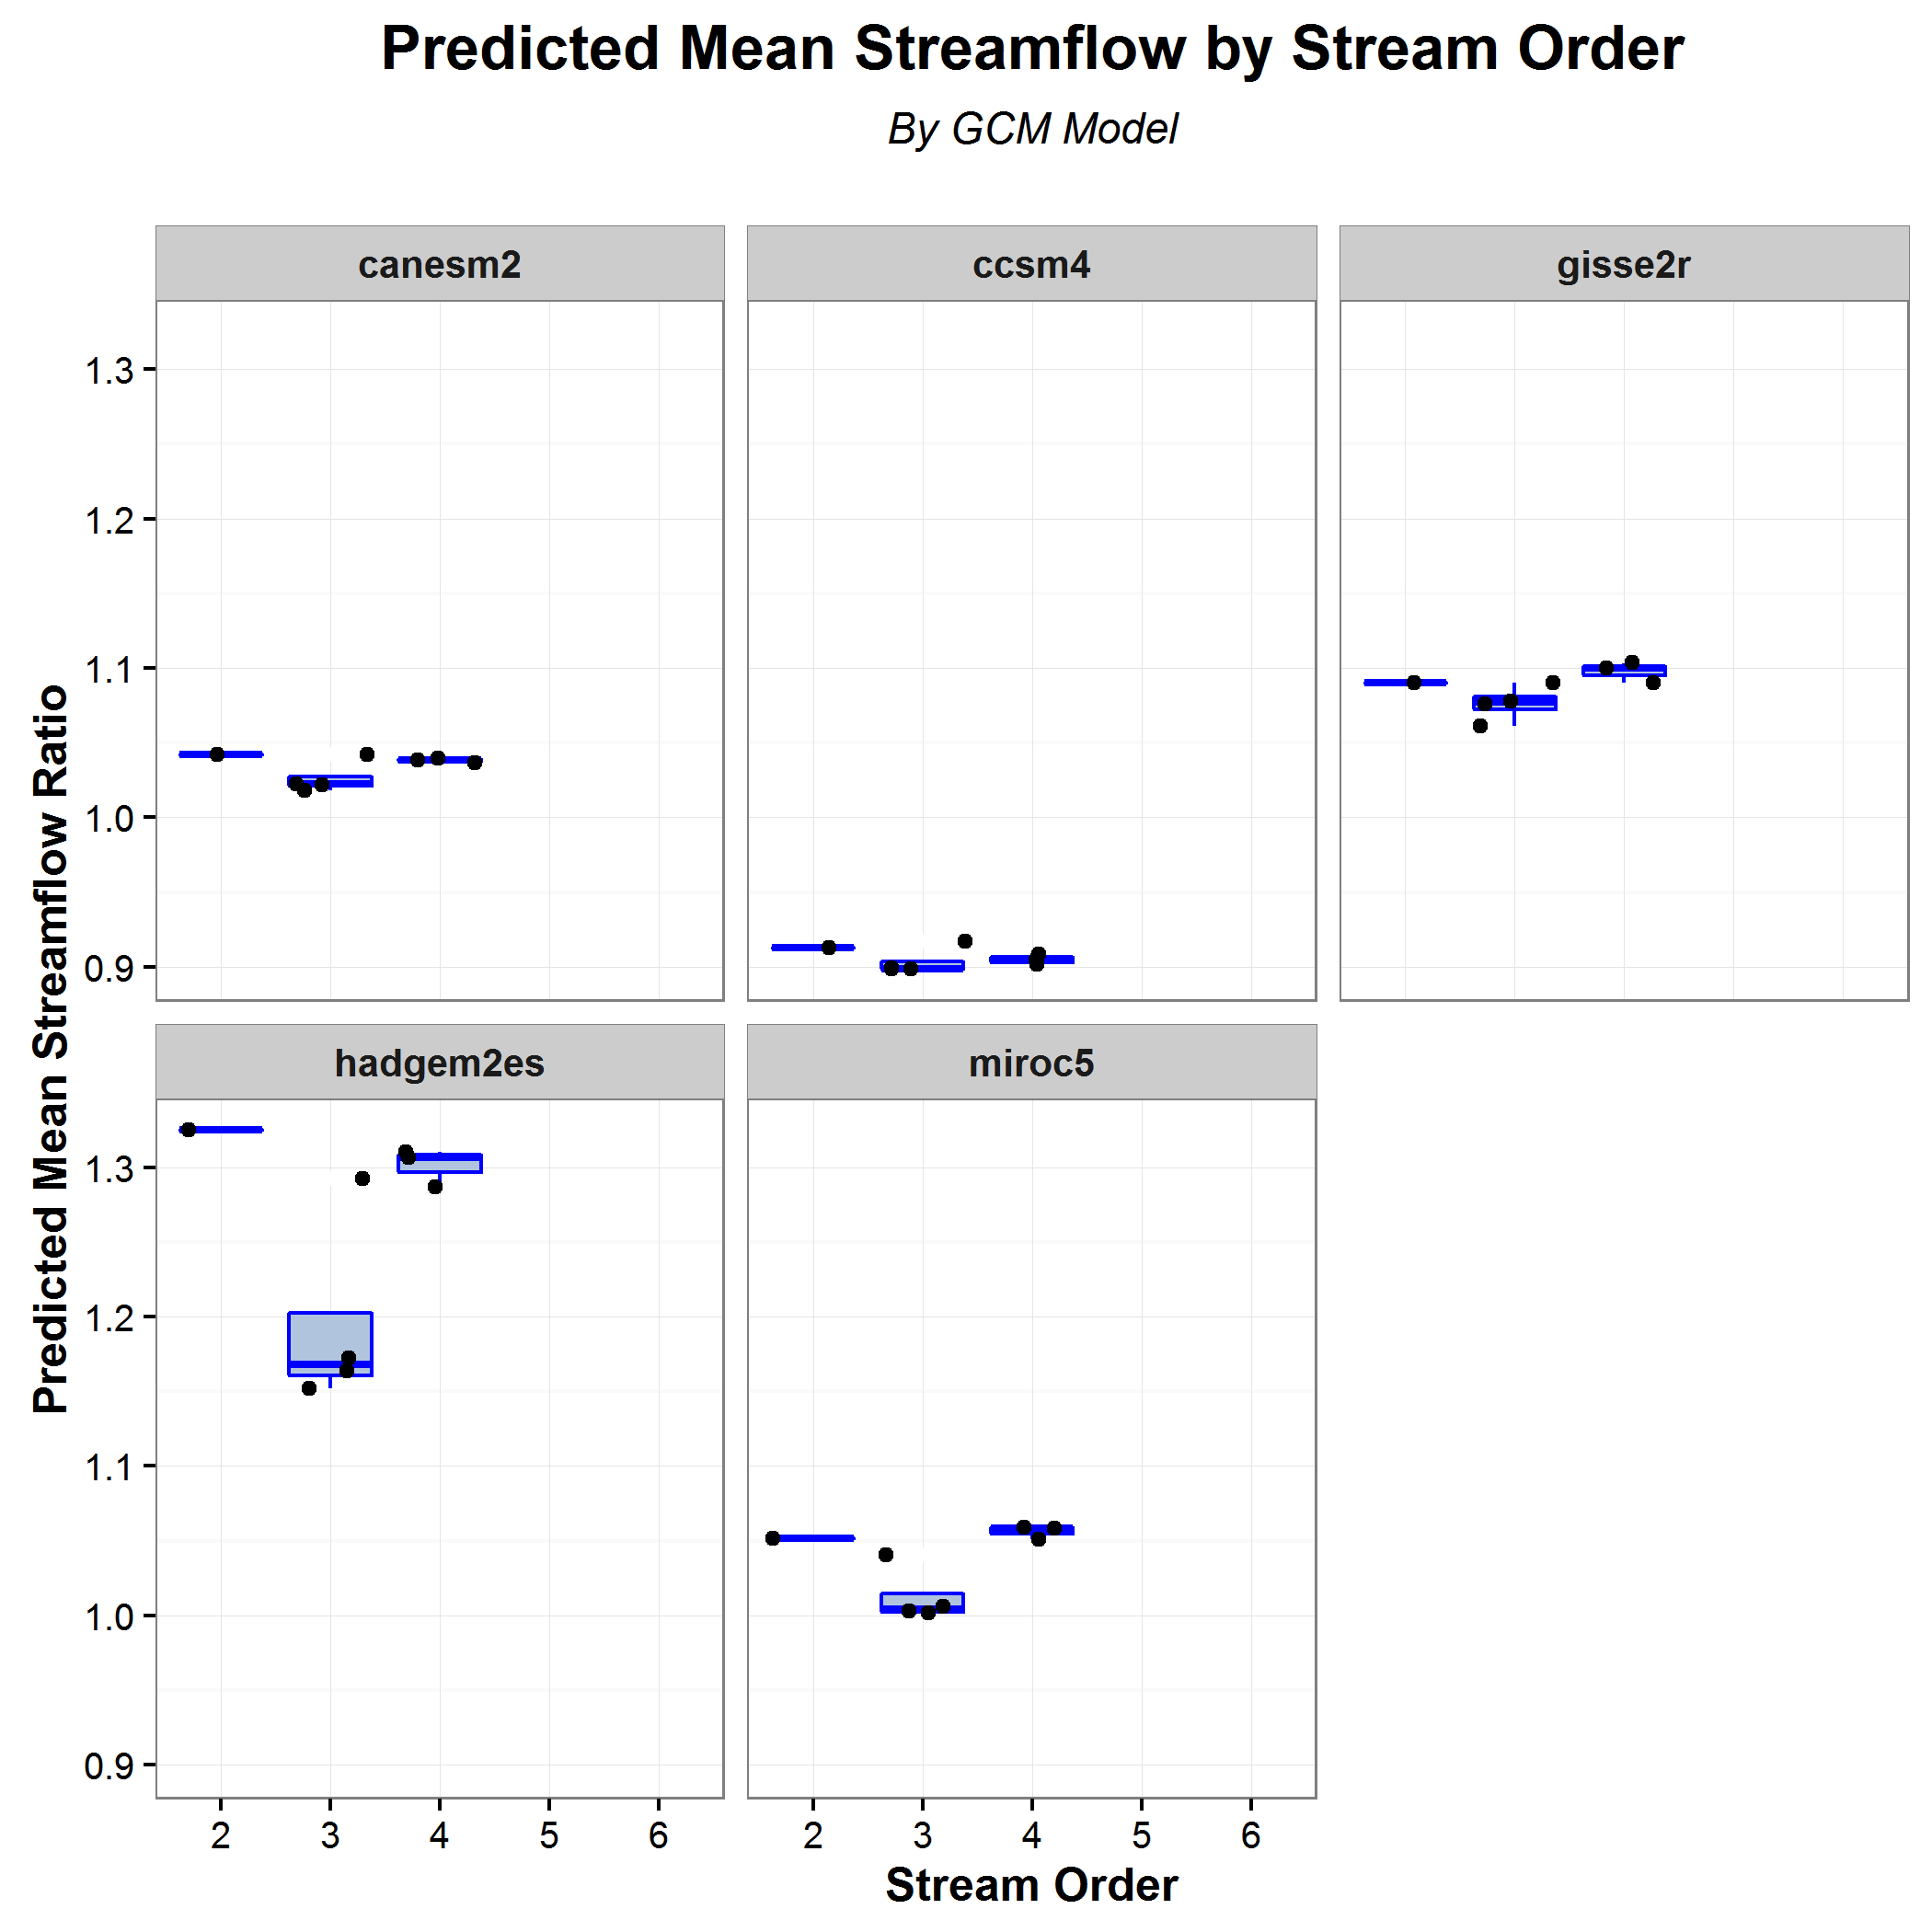 Predicted Mean Streamflow by Stream Order
By GCM Model
canesm2
ccsm4
gisse2r
1.3
1.2
1.1
1.0
0.9
Predicted Mean Streamflow Ratio
hadgem2es
miroc5
1.3
1.2
1.1
1.0
0.9
2 3 4 5 6
2 3 4 5 6
Stream Order